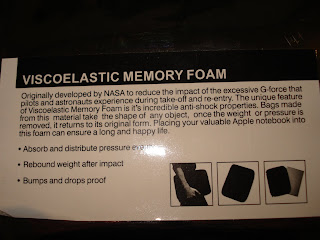 VISCOELASTIC MEMORY FOAM
Originally developed by NASA to reduce the impact of the excessive G-force that
pilots and astronauts experience during take-off and re-entry. The unique feature
of Viscoelastic Memory Foam is it's incredible anti-shock properties. Bags made
from this material take the shape of any object, once the weight or pressure is
removed, it returns to its original form. Placing your valuable Apple notebook into
this foam can ensure a long and happy life.
• Absorb and distribute pressure
• Rebound weight after impact
• Bumps and drops proof